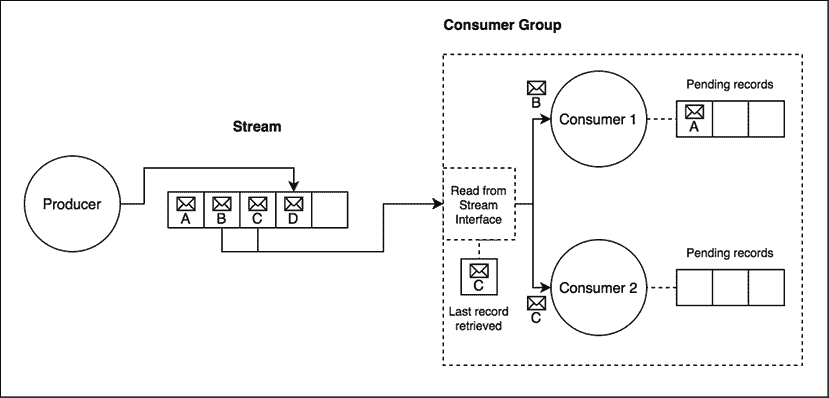 Consumer Group
Stream
Producer
A
B
C
D
Read from
Stream
Interface
C
Last record
retrieved
B
Consumer 1
Pending records
A
C
Consumer 2
Pending records